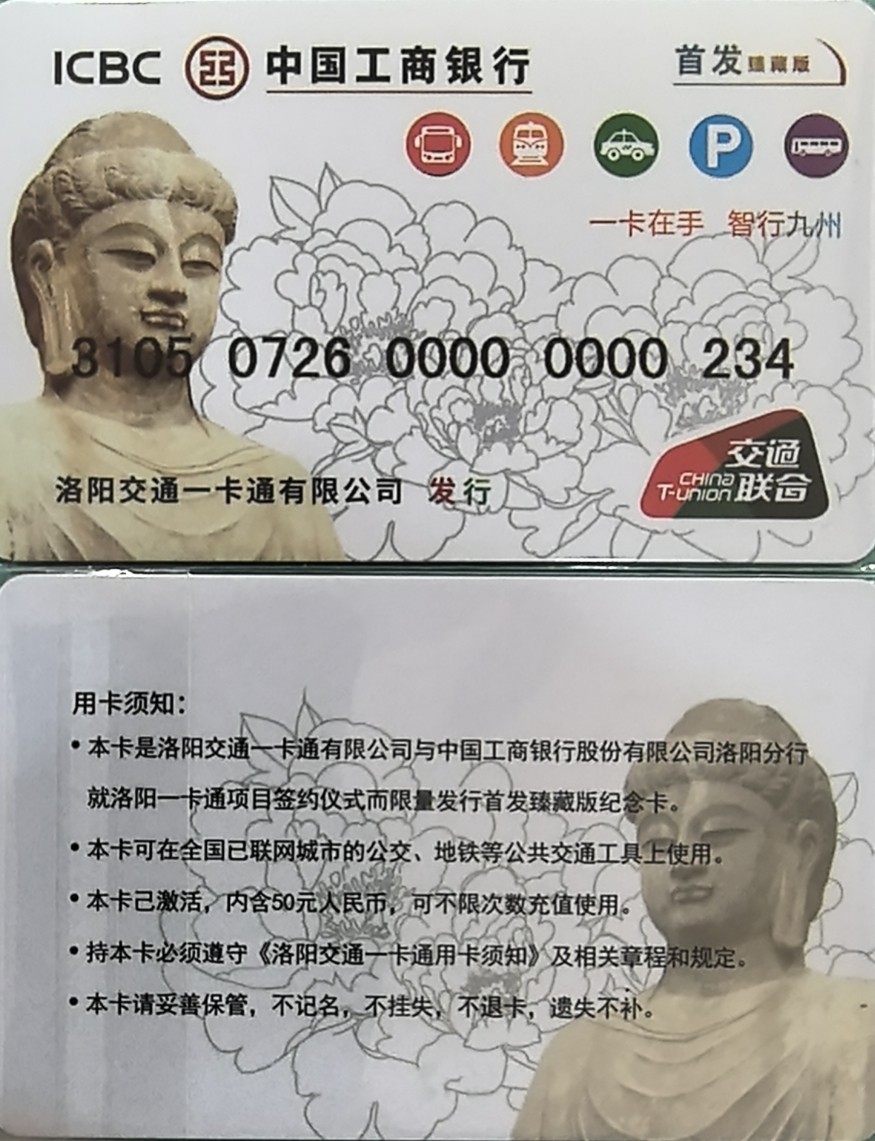 ICBC 中国工商银行 首发臻藏版
P
一卡在手 智行九州
3105 0726 0000 0000 234
交通
CHINA
T-UNION 联合
洛阳交通一卡通有限公司 发行
用卡须知：
• 本卡是洛阳交通一卡通有限公司与中国工商银行股份有限公司洛阳分行
就洛阳一卡通项目签约仪式而限量发行首发臻藏版纪念卡。
• 本卡可在全国已联网城市的公交、地铁等公共交通工具上使用。
• 本卡已激活，内含50元人民币，可不限次数充值使用。
• 持本卡必须遵守《洛阳交通一卡通用卡须知》及相关章程和规定。
• 本卡请妥善保管，不记名，不挂失，不退卡，遗失不补。